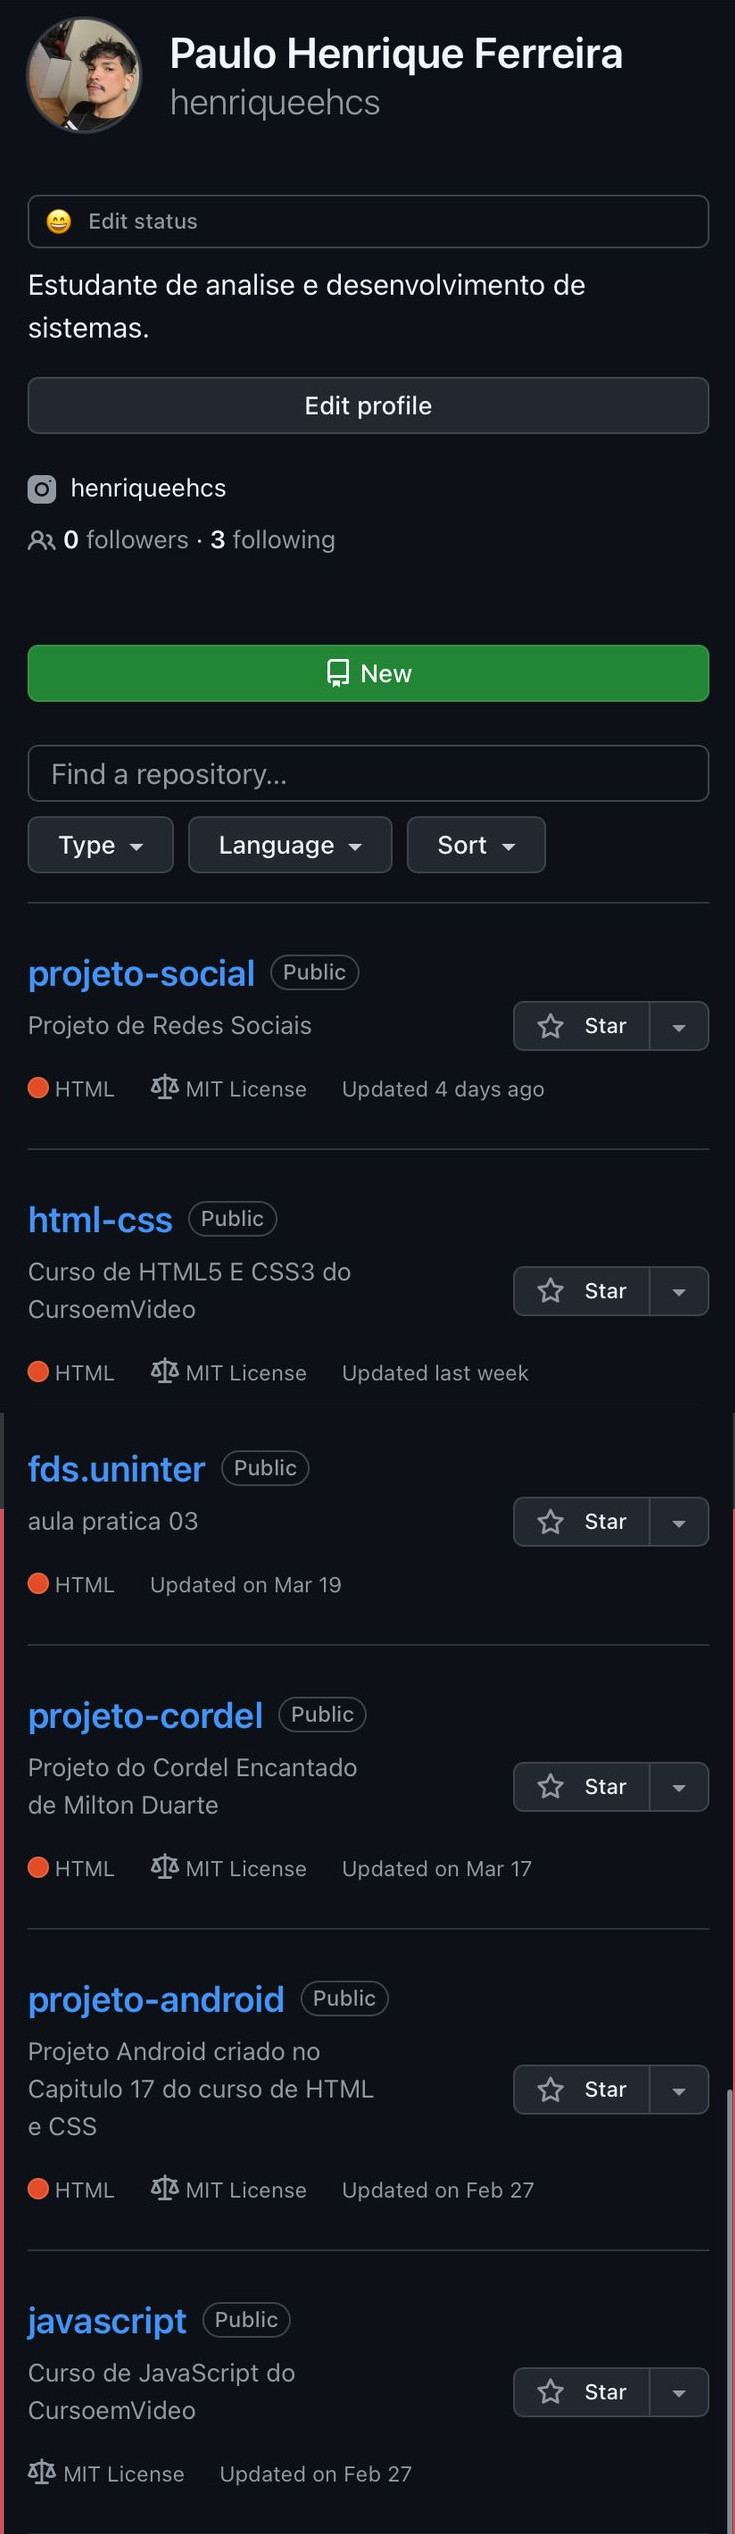 Paulo Henrique Ferreira
henriqueehcs
Edit status
Estudante de analise e desenvolvimento de
sistemas.
Edit profile
henriqueehcs
0 followers · 3 following
New
Find a repository...
Type
Language
Sort
projeto-social
Public
Projeto de Redes Sociais
Star
HTML
MIT License
Updated 4 days ago
html-css
Public
Curso de HTML5 E CSS3 do
CursoemVideo
Star
HTML
MIT License
Updated last week
fds.uninter
Public
aula pratica 03
Star
HTML
Updated on Mar 19
projeto-cordel
Public
Projeto do Cordel Encantado
de Milton Duarte
Star
HTML
MIT License
Updated on Mar 17
projeto-android
Public
Projeto Android criado no
Capitulo 17 do curso de HTML
e CSS
Star
HTML
MIT License
Updated on Feb 27
javascript
Public
Curso de JavaScript do
CursoemVideo
Star
MIT License
Updated on Feb 27